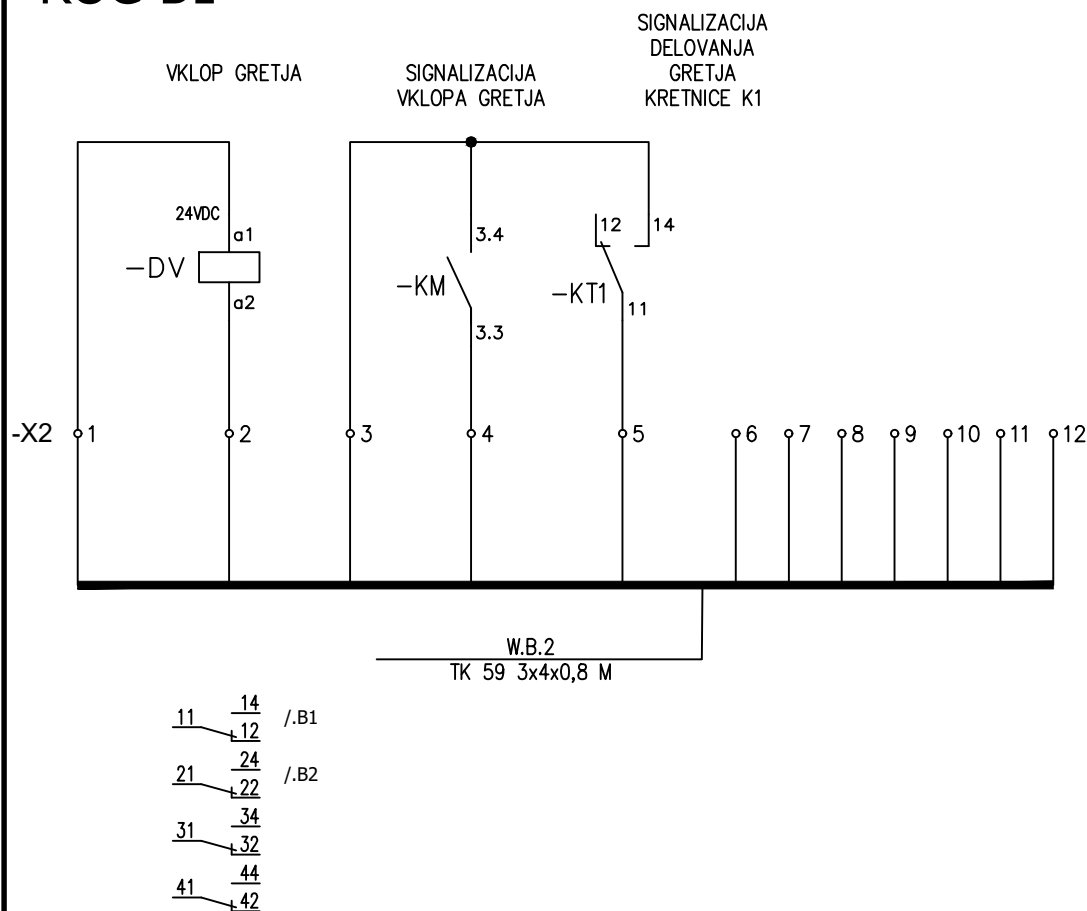 SIGNALIZACIJA
DELOVANJA
GRETJA
KRETNICE K1
VKLOP GRETJA
SIGNALIZACIJA
VKLOPA GRETJA
24VDC
a1
-DV
a2
3.4
-KM
3.3
12
14
-KT1
11
-X2 1 2 3 4 5 6 7 8 9 10 11 12
W.B.2
TK 59 3x4x0,8 M
14
11 /.B1
12
24
21 /.B2
22
34
31
32
44
41
42